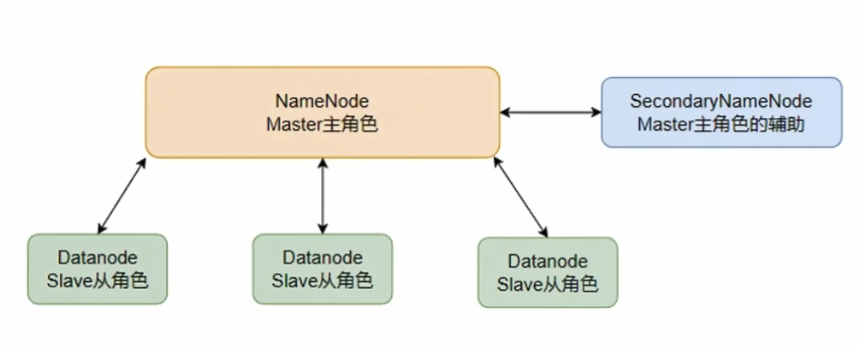 NameNode
Master主角色
SecondaryNameNode
Master主角色的辅助
Datanode
Slave从角色
Datanode
Slave从角色
Datanode
Slave从角色